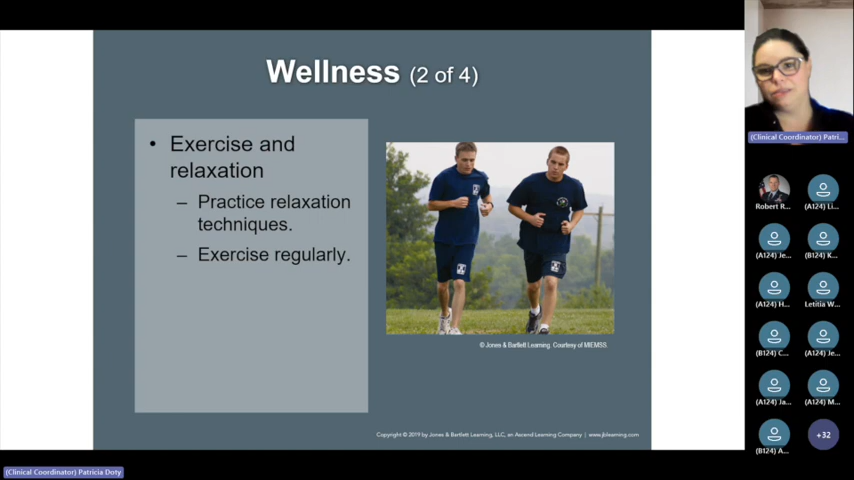 Wellness (2 of 4)
• Exercise and
relaxation
– Practice relaxation
techniques.
– Exercise regularly.
© Jones & Bartlett Learning. Courtesy of MIEMSS.
Copyright © 2019 by Jones & Bartlett Learning, LLC, an Ascend Learning Company | www.jblearning.com
(Clinical Coordinator) Patri...
Robert R...
(A124) Li...
(A124) Je...
(B124) K...
(A124) H...
Letitia W...
(B124) C...
(A124) Je...
(A124) Ja...
(A124) M...
(B124) A...
+32
(Clinical Coordinator) Patricia Doty